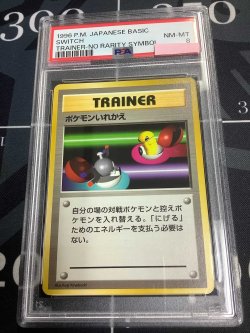 1996 P.M. JAPANESE BASIC
SWITCH
TRAINER-NO RARITY SYMBOL
NM-MT
8
PSA
TRAINER
ポケモンいれかえ
自分の場の対戦ポケモンと控えポ
ケモンを入れ替える。「にげる」た
めのエネルギーを支払う必要は
ない。